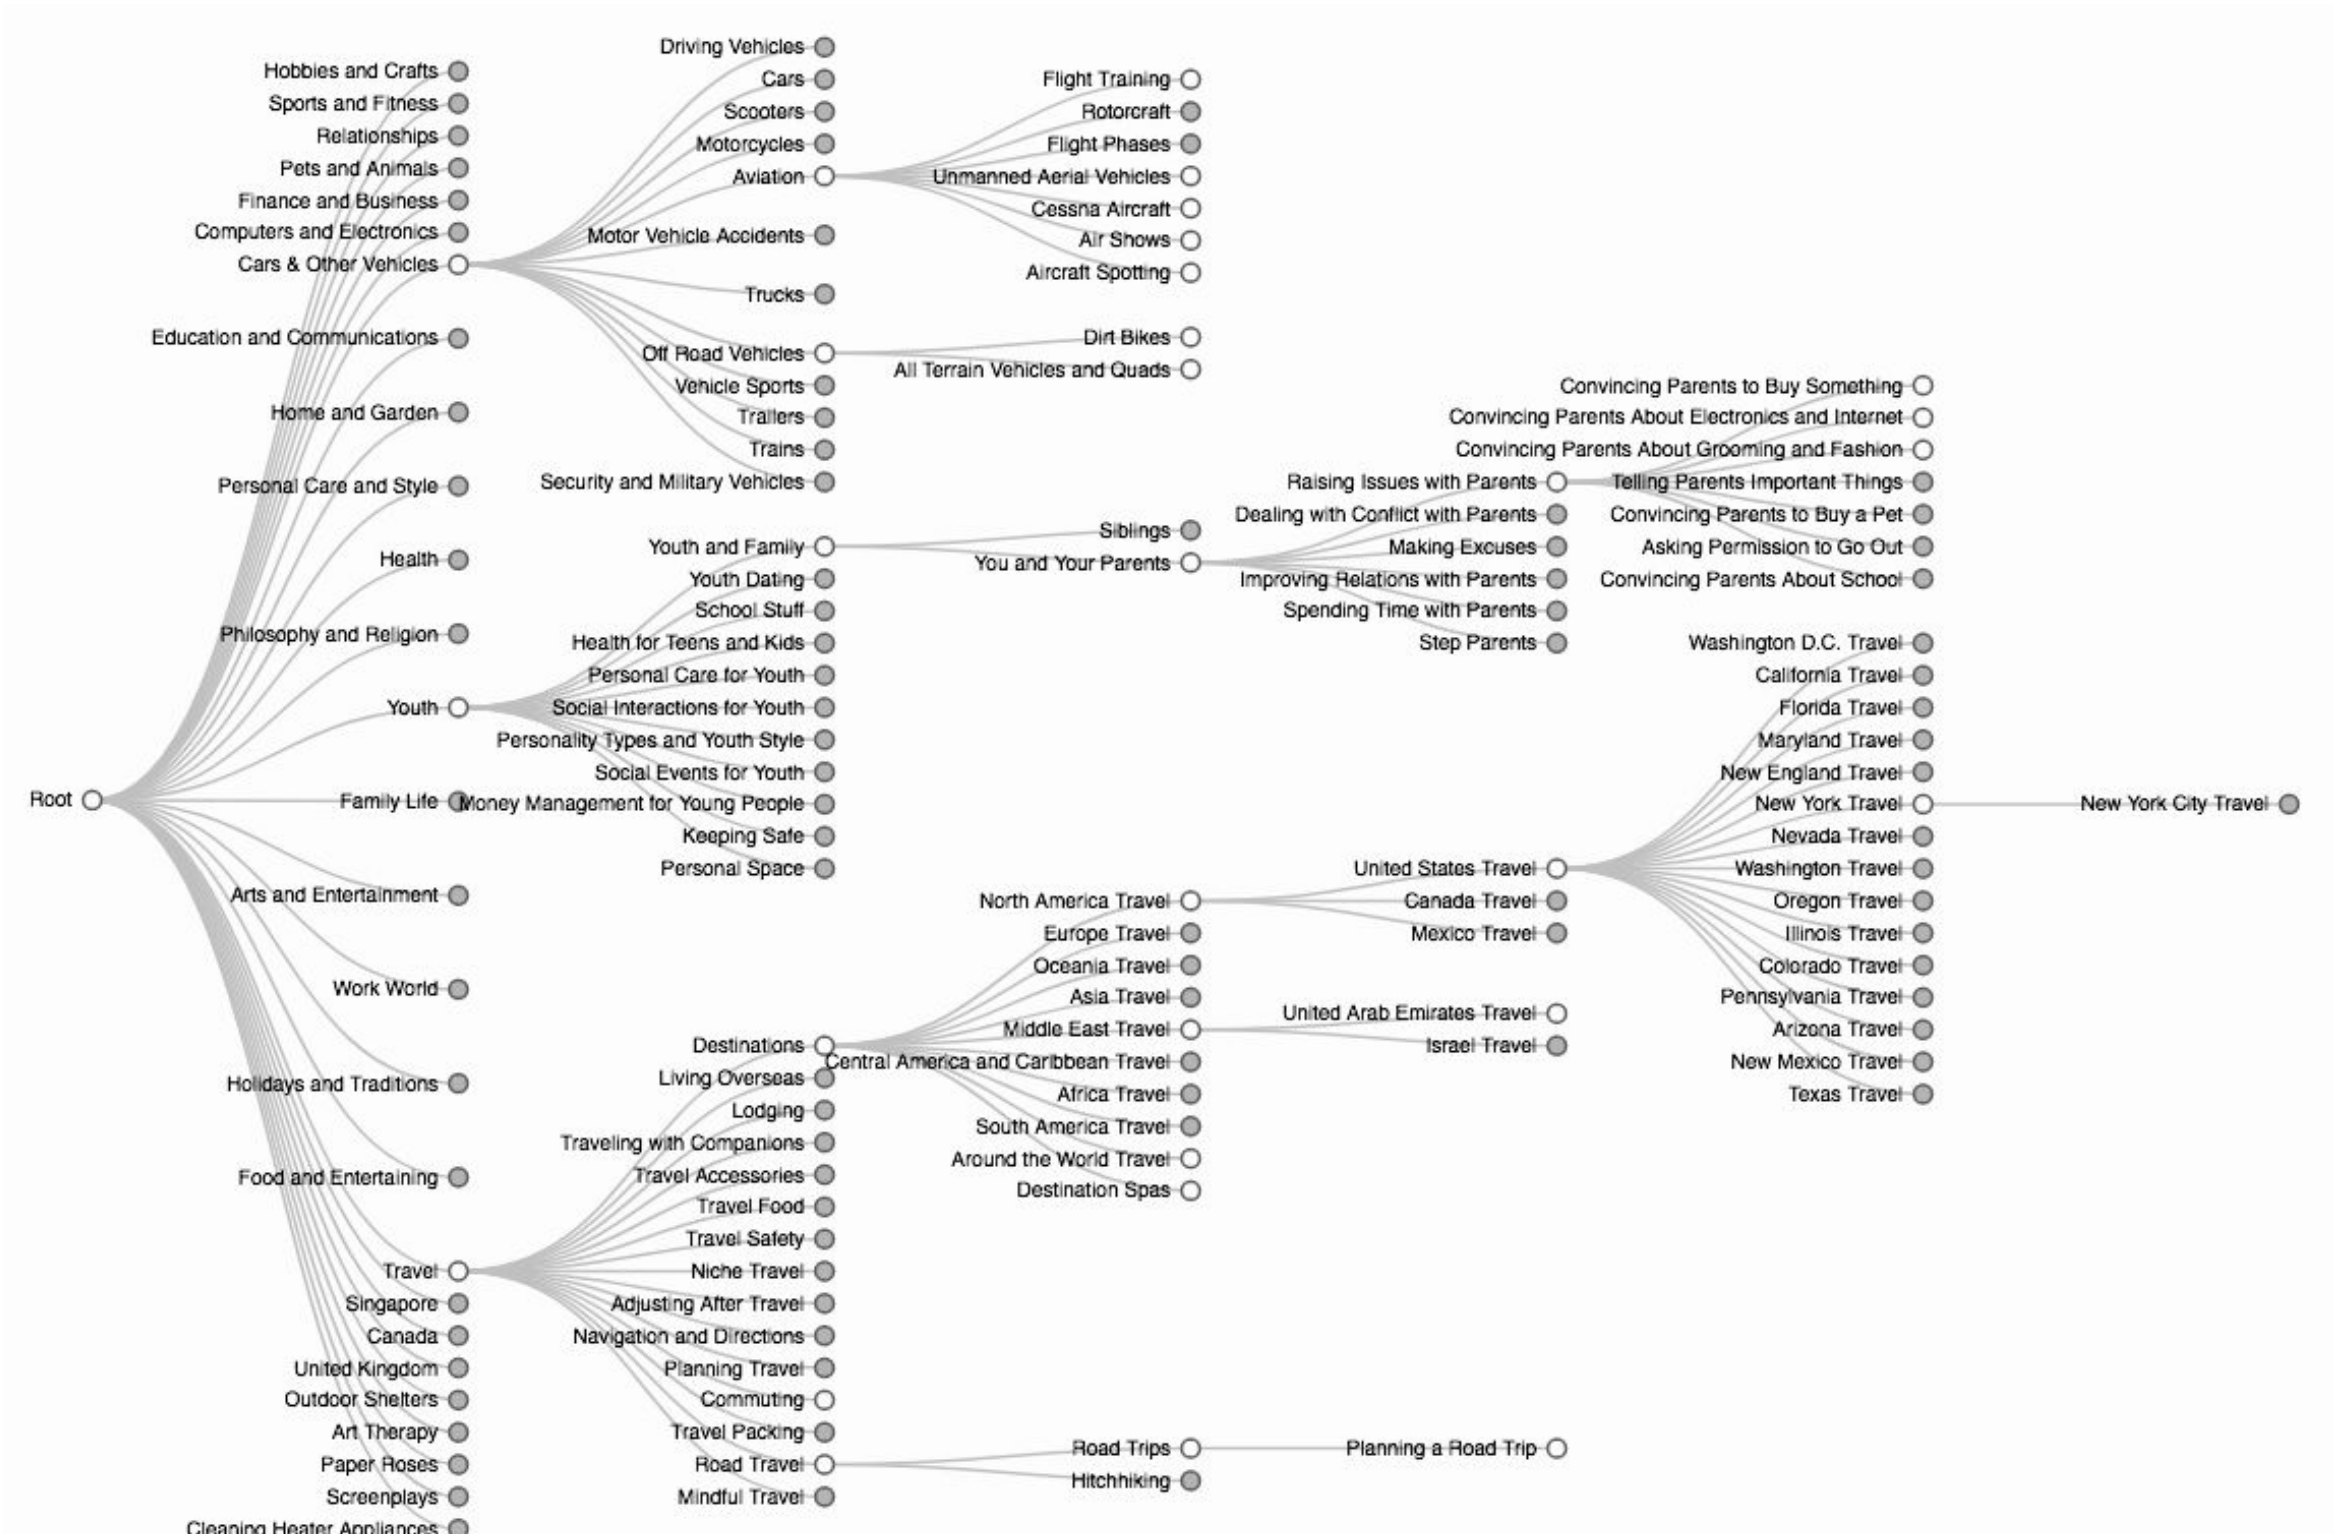 Root
Hobbies and Crafts
Sports and Fitness
Relationships
Pets and Animals
Finance and Business
Computers and Electronics
Cars & Other Vehicles
Education and Communications
Home and Garden
Personal Care and Style
Health
Philosophy and Religion
Youth
Family Life
Arts and Entertainment
Work World
Holidays and Traditions
Food and Entertaining
Travel
Singapore
Canada
United Kingdom
Outdoor Shelters
Art Therapy
Paper Roses
Screenplays
Cleaning Heater Appliances
Driving Vehicles
Cars
Scooters
Motorcycles
Aviation
Motor Vehicle Accidents
Trucks
Off Road Vehicles
Vehicle Sports
Trailers
Trains
Security and Military Vehicles
Youth and Family
Youth Dating
School Stuff
Health for Teens and Kids
Personal Care for Youth
Social Interactions for Youth
Personality Types and Youth Style
Social Events for Youth
Money Management for Young People
Keeping Safe
Personal Space
Destinations
Living Overseas
Lodging
Traveling with Companions
Travel Accessories
Travel Food
Travel Safety
Niche Travel
Adjusting After Travel
Navigation and Directions
Planning Travel
Commuting
Travel Packing
Road Travel
Mindful Travel
Flight Training
Rotorcraft
Flight Phases
Unmanned Aerial Vehicles
Cessna Aircraft
Air Shows
Aircraft Spotting
Dirt Bikes
All Terrain Vehicles and Quads
Siblings
You and Your Parents
North America Travel
Europe Travel
Oceania Travel
Asia Travel
Middle East Travel
Central America and Caribbean Travel
Africa Travel
South America Travel
Around the World Travel
Destination Spas
Road Trips
Hitchhiking
Raising Issues with Parents
Dealing with Conflict with Parents
Making Excuses
Improving Relations with Parents
Spending Time with Parents
Step Parents
United States Travel
Canada Travel
Mexico Travel
United Arab Emirates Travel
Israel Travel
Planning a Road Trip
Convincing Parents to Buy Something
Convincing Parents About Electronics and Internet
Convincing Parents About Grooming and Fashion
Telling Parents Important Things
Convincing Parents to Buy a Pet
Asking Permission to Go Out
Convincing Parents About School
Washington D.C. Travel
California Travel
Florida Travel
Maryland Travel
New England Travel
New York Travel
Nevada Travel
Washington Travel
Oregon Travel
Illinois Travel
Colorado Travel
Pennsylvania Travel
Arizona Travel
New Mexico Travel
Texas Travel
New York City Travel